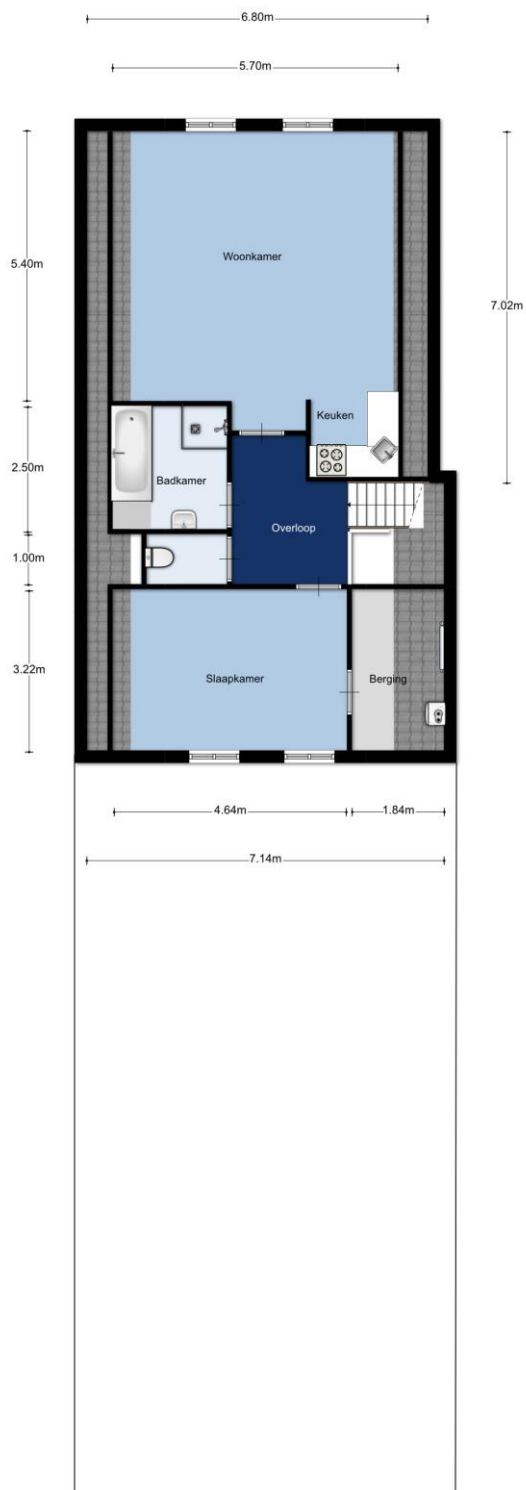 6.80m
5.70m
5.40m
Woonkamer
7.02m
Keuken
2.50m
Badkamer
Overloop
1.00m
3.22m
Slaapkamer
Berging
4.64m
1.84m
7.14m